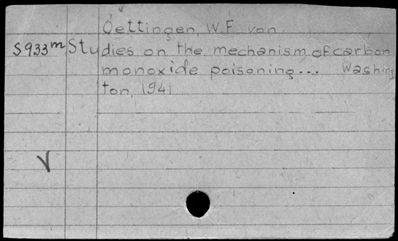 Oettingen, W.F. von
S933m Studies on the mechanism of carbon
monoxide poisoning... Washing
ton, 1941